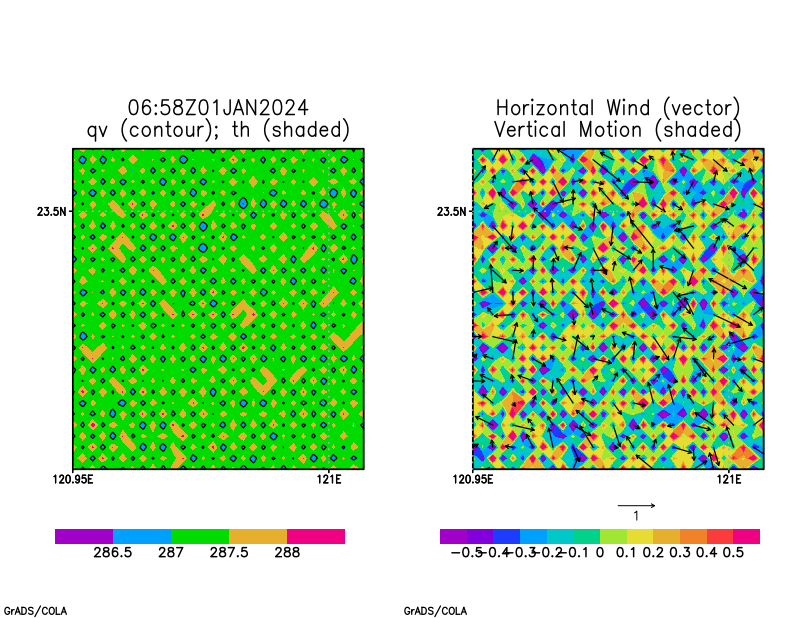 06:58Z01JAN2024
qv (contour); th (shaded)
23.5N
120.95E
121E
286.5
287
287.5
288
GrADS/COLA
Horizontal Wind (vector)
Vertical Motion (shaded)
23.5N
120.95E
121E
1
-0.5 -0.4 -0.3 -0.2 -0.1 0 0.1 0.2 0.3 0.4 0.5
GrADS/COLA